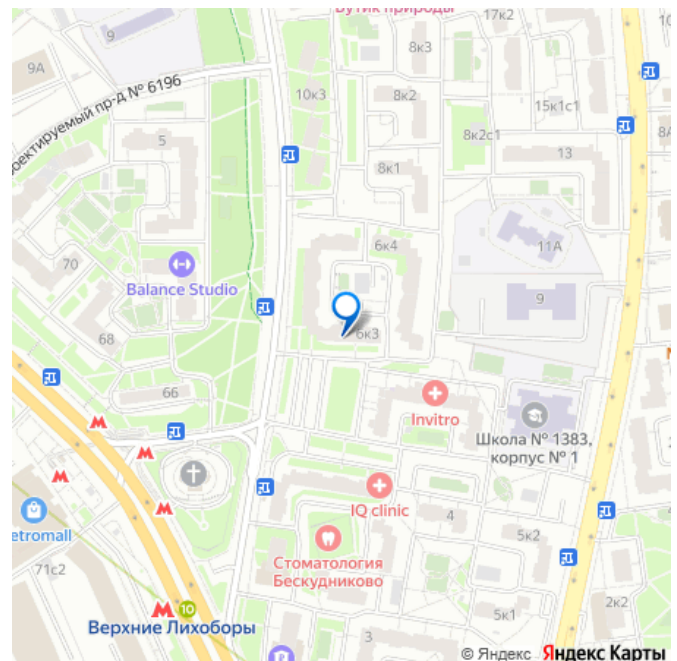 Бутик природы
17к2
9
9А
8к3
10к3
8к2
15к1с1
8к2с1
8А
оектируемый пр-д № 6196
5
13
8к1
6к4
11А
70
Balance Studio
9
6к3
68
66
Invitro
Школа № 1383,
корпус № 1
etromall
IQ clinic
4
5к2
Стоматология
Бескудниково
71с2
10
Верхние Лихоборы
5к1
2к2
3
© Яндекс Яндекс Карты